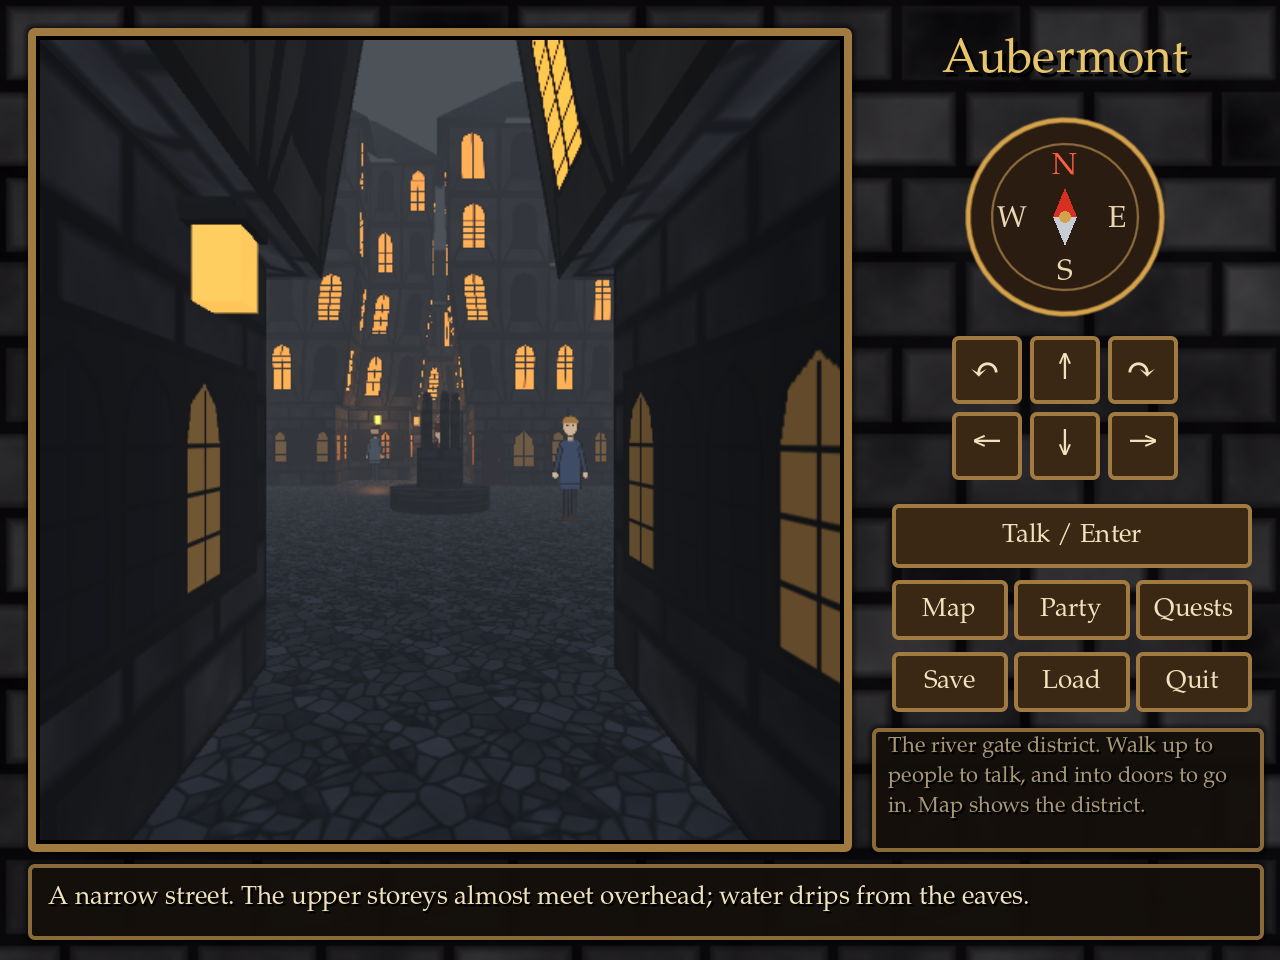 Aubermont
N
W E
S
↶ ↑ ↷
← ↓ →
Talk / Enter
Map Party Quests
Save Load Quit
The river gate district. Walk up to
people to talk, and into doors to go
in. Map shows the district.
A narrow street. The upper storeys almost meet overhead; water drips from the eaves.